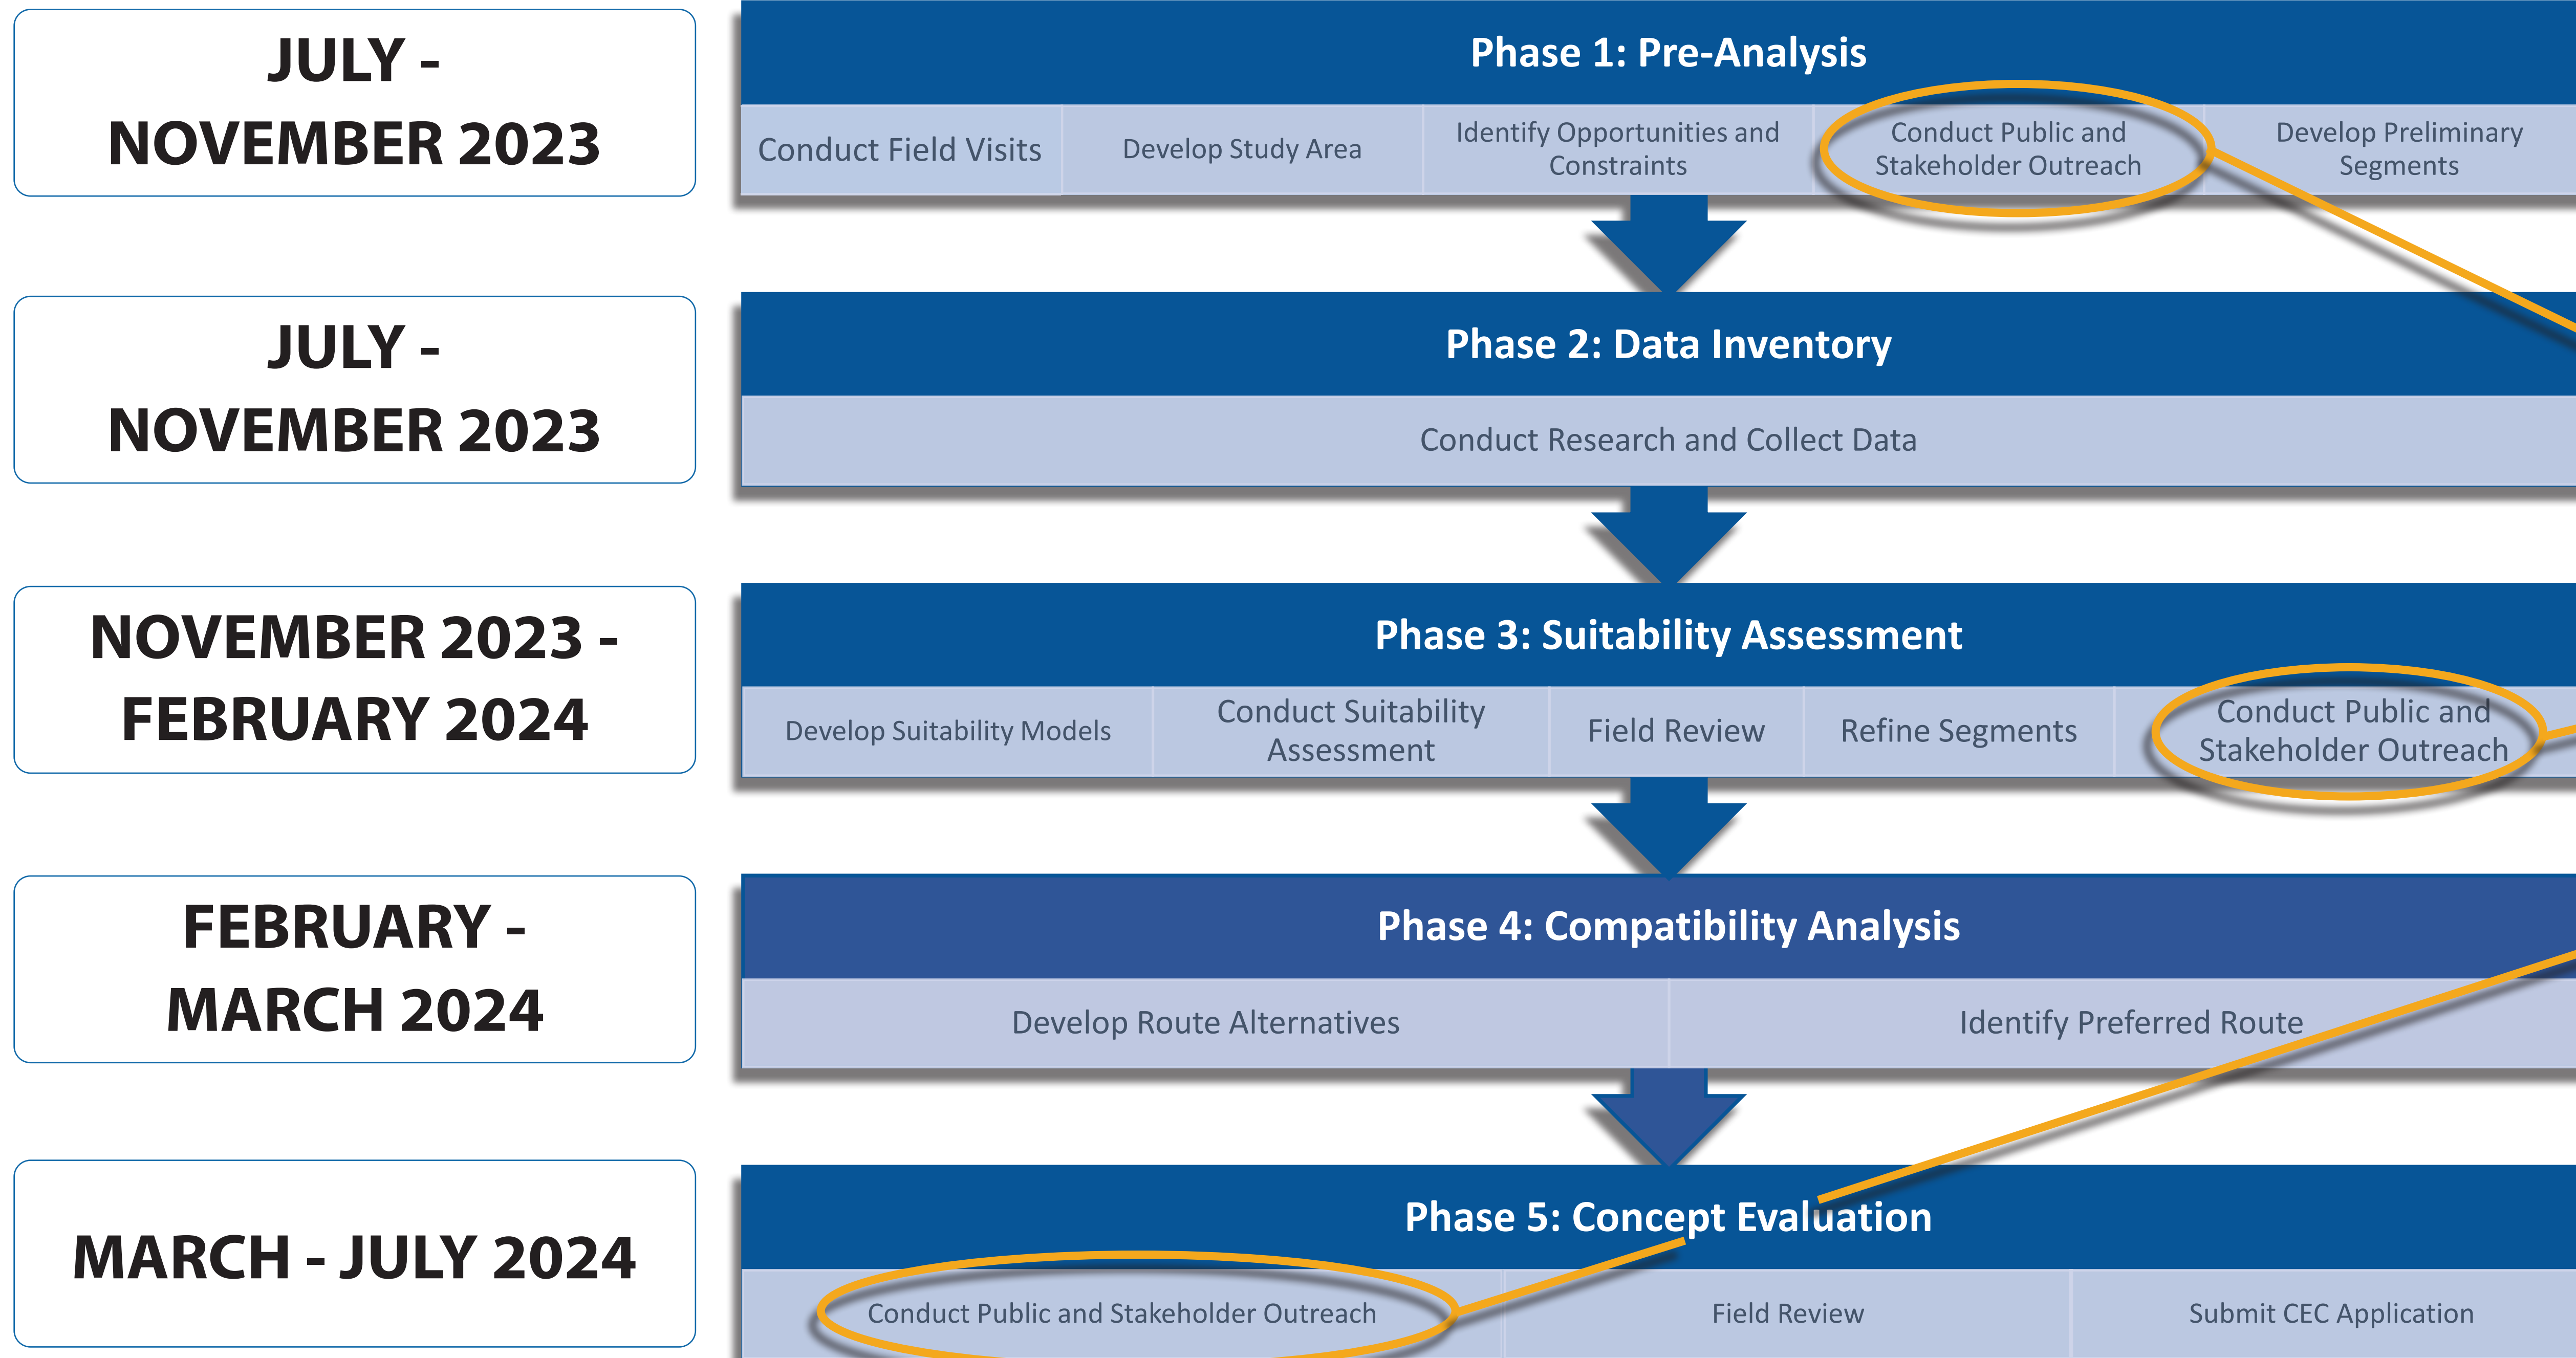 JULY -
NOVEMBER 2023
Phase 1: Pre-Analysis
Conduct Field Visits
Develop Study Area
Identify Opportunities and
Constraints
Conduct Public and
Stakeholder Outreach
Develop Preliminary
Segments
JULY -
NOVEMBER 2023
Phase 2: Data Inventory
Conduct Research and Collect Data
NOVEMBER 2023 -
FEBRUARY 2024
Phase 3: Suitability Assessment
Develop Suitability Models
Conduct Suitability
Assessment
Field Review
Refine Segments
Conduct Public and
Stakeholder Outreach
FEBRUARY -
MARCH 2024
Phase 4: Compatibility Analysis
Develop Route Alternatives
Identify Preferred Route
MARCH - JULY 2024
Phase 5: Concept Evaluation
Conduct Public and Stakeholder Outreach
Field Review
Submit CEC Application